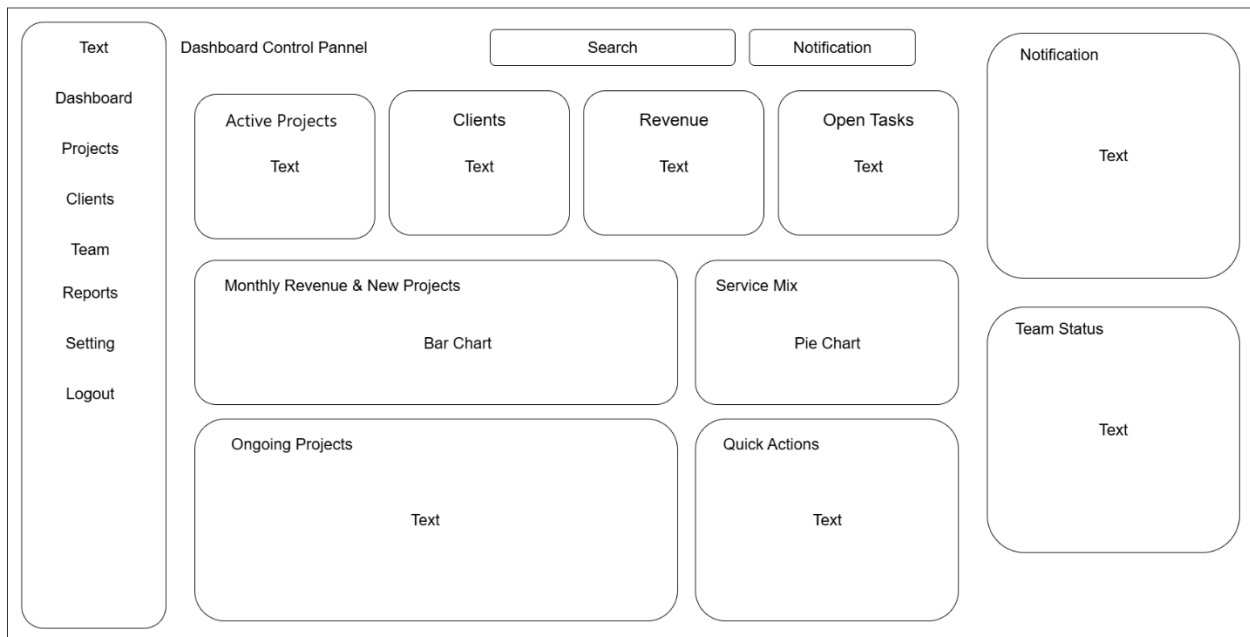 Text
Dashboard
Projects
Clients
Team
Reports
Setting
Logout
Dashboard Control Pannel
Search
Notification
Active Projects
Text
Clients
Text
Revenue
Text
Open Tasks
Text
Monthly Revenue & New Projects
Bar Chart
Service Mix
Pie Chart
Ongoing Projects
Text
Quick Actions
Text
Notification
Text
Team Status
Text